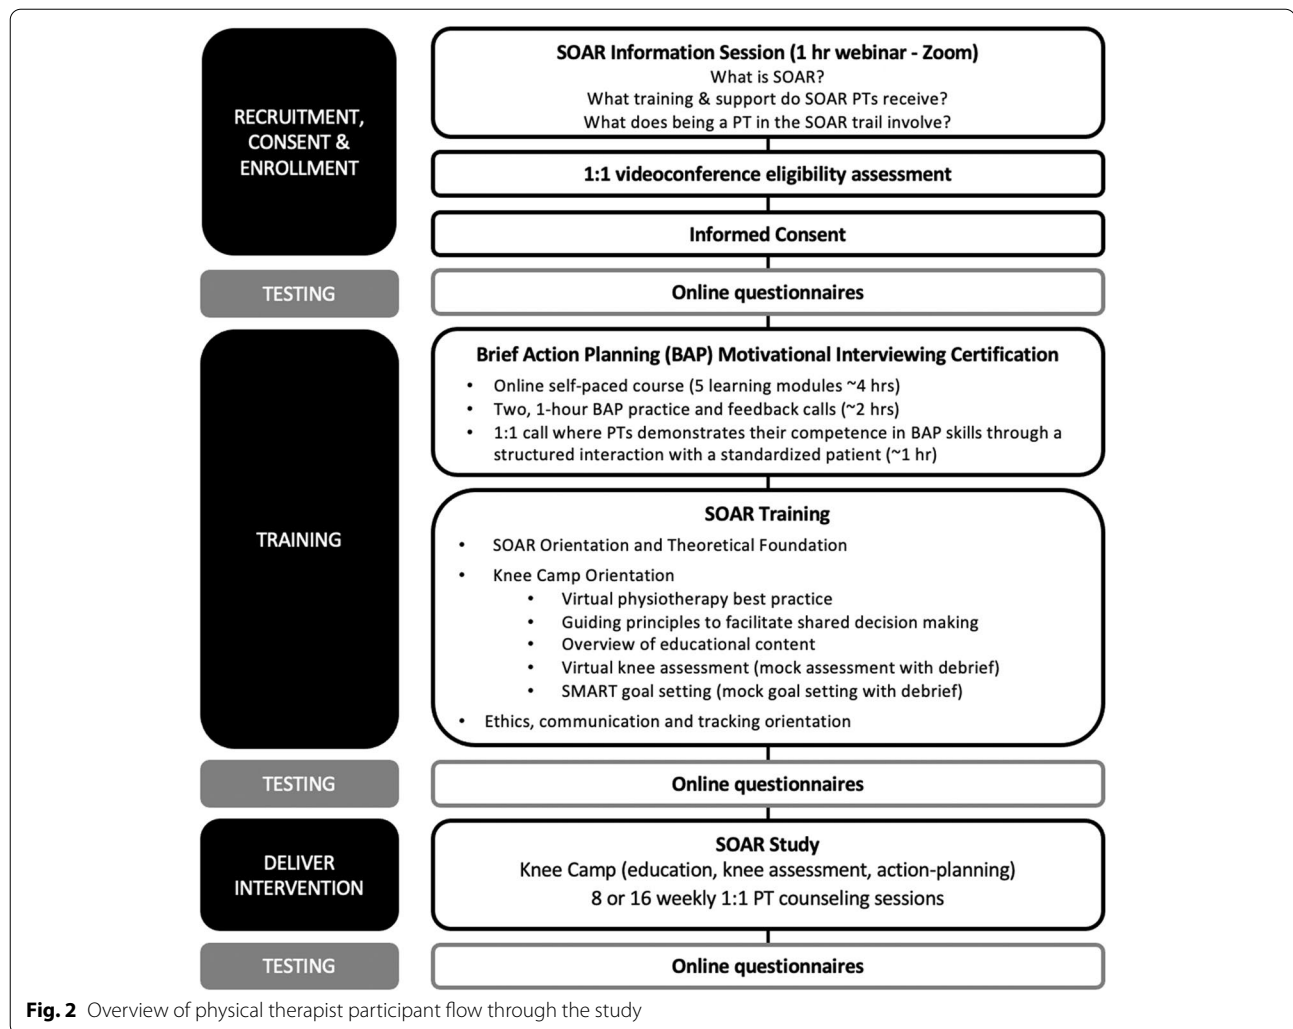 RECRUITMENT,
CONSENT &
ENROLLMENT
SOAR Information Session (1 hr webinar - Zoom)
What is SOAR?
What training & support do SOAR PTs receive?
What does being a PT in the SOAR trail involve?
1:1 videoconference eligibility assessment
Informed Consent
TESTING
Online questionnaires
TRAINING
Brief Action Planning (BAP) Motivational Interviewing Certification
• Online self-paced course (5 learning modules ~4 hrs)
• Two, 1-hour BAP practice and feedback calls (~2 hrs)
• 1:1 call where PTs demonstrates their competence in BAP skills through a
structured interaction with a standardized patient (~1 hr)
SOAR Training
• SOAR Orientation and Theoretical Foundation
• Knee Camp Orientation
• Virtual physiotherapy best practice
• Guiding principles to facilitate shared decision making
• Overview of educational content
• Virtual knee assessment (mock assessment with debrief)
• SMART goal setting (mock goal setting with debrief)
• Ethics, communication and tracking orientation
TESTING
Online questionnaires
DELIVER
INTERVENTION
SOAR Study
Knee Camp (education, knee assessment, action-planning)
8 or 16 weekly 1:1 PT counseling sessions
TESTING
Online questionnaires
Fig. 2 Overview of physical therapist participant flow through the study